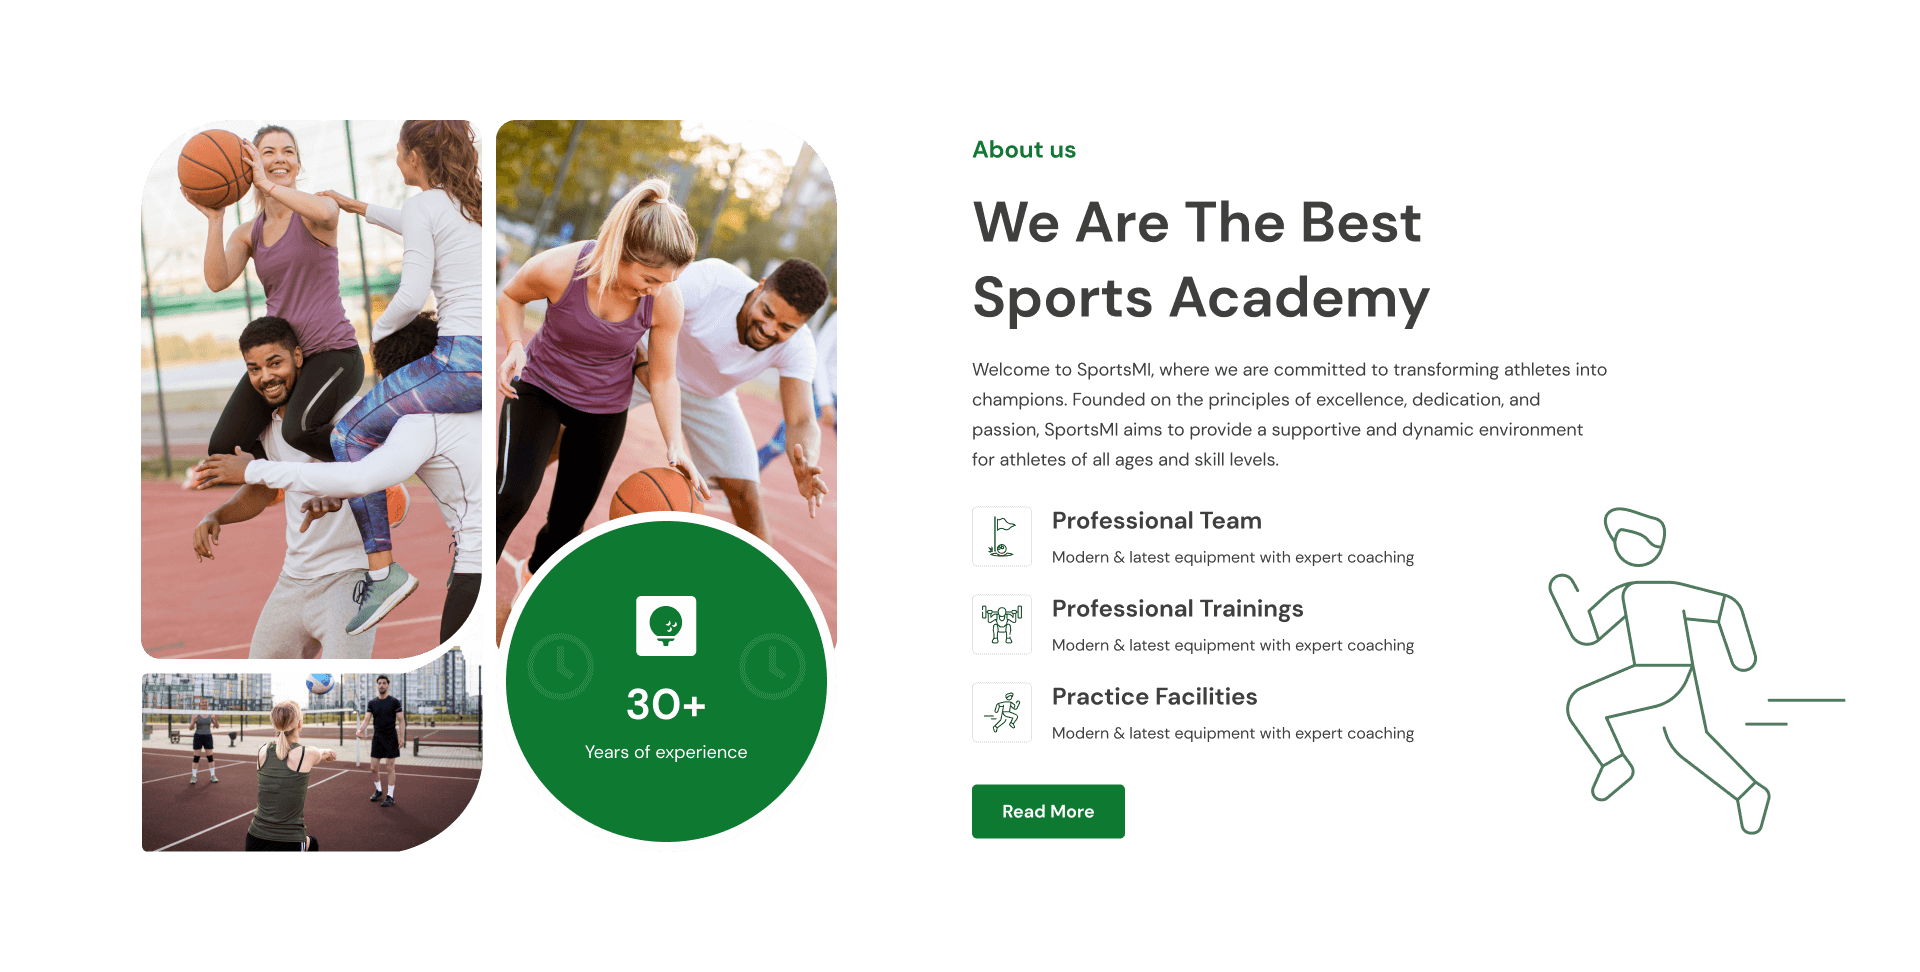 30+
Years of experience
About us
We Are The Best
Sports Academy
Welcome to SportsMI, where we are committed to transforming athletes into
champions. Founded on the principles of excellence, dedication, and
passion, SportsMI aims to provide a supportive and dynamic environment
for athletes of all ages and skill levels.
Professional Team
Modern & latest equipment with expert coaching
Professional Trainings
Modern & latest equipment with expert coaching
Practice Facilities
Modern & latest equipment with expert coaching
Read More